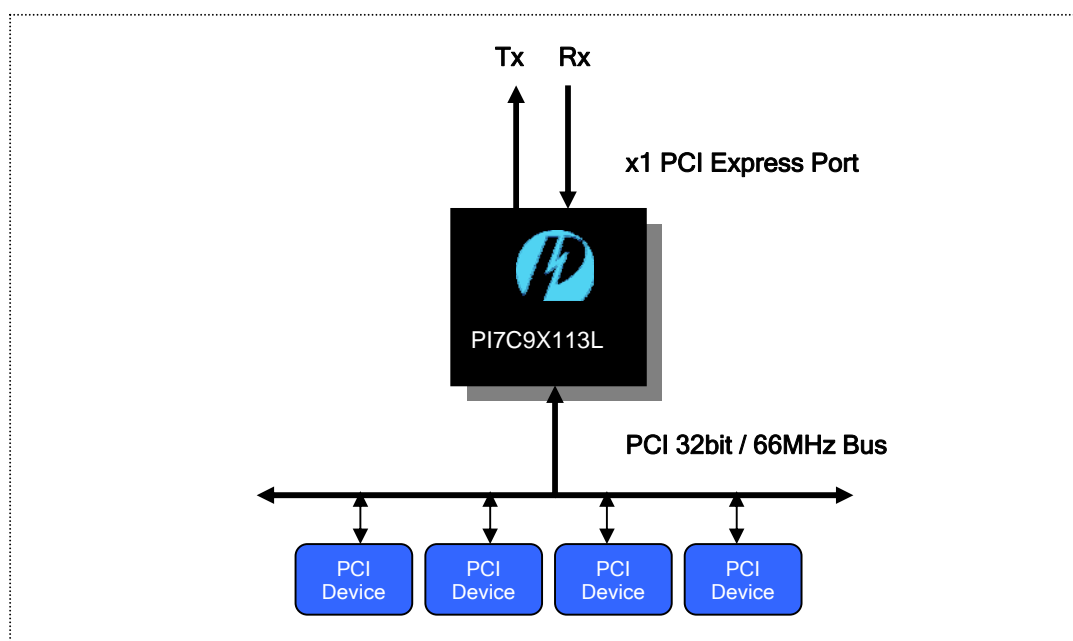 Tx Rx
x1 PCI Express Port
PI7C9X113L
PCI 32bit / 66MHz Bus
PCI Device
PCI Device
PCI Device
PCI Device